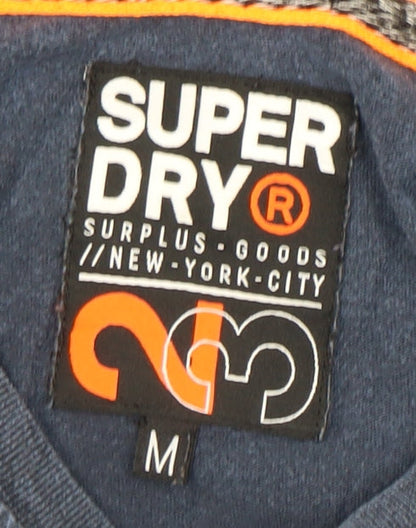 SUPER
DRY®
SURPLUS-GOODS
//NEW-YORK-CITY
23
M